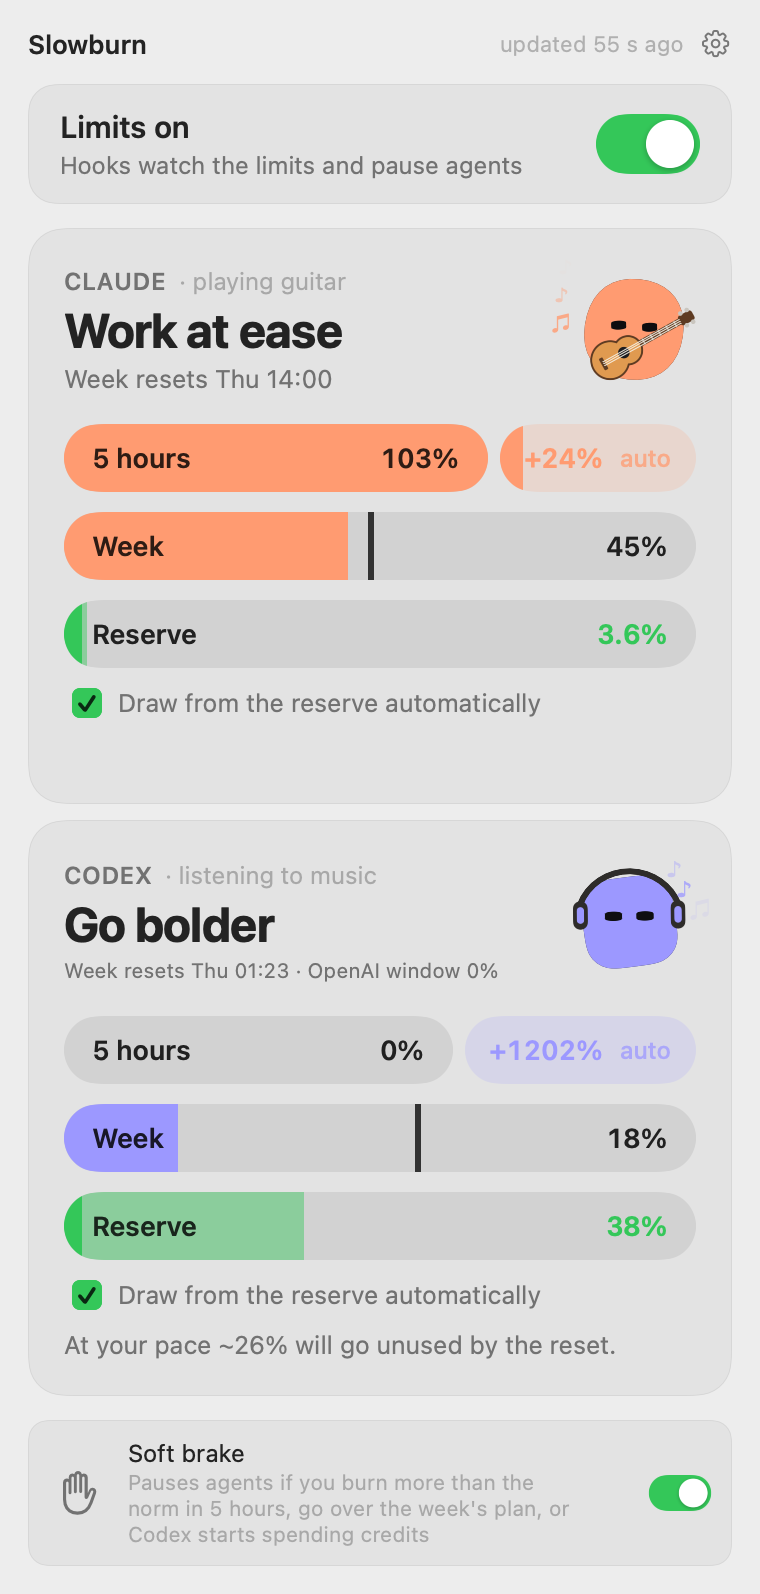 Slowburn
updated 55 s ago
Limits on
Hooks watch the limits and pause agents
CLAUDE · playing guitar
Work at ease
Week resets Thu 14:00
5 hours 103% +24% auto
Week 45%
Reserve 3.6%
Draw from the reserve automatically
CODEX · listening to music
Go bolder
Week resets Thu 01:23 · OpenAI window 0%
5 hours 0% +1202% auto
Week 18%
Reserve 38%
Draw from the reserve automatically
At your pace ~26% will go unused by the reset.
Soft brake
Pauses agents if you burn more than the
norm in 5 hours, go over the week's plan, or
Codex starts spending credits